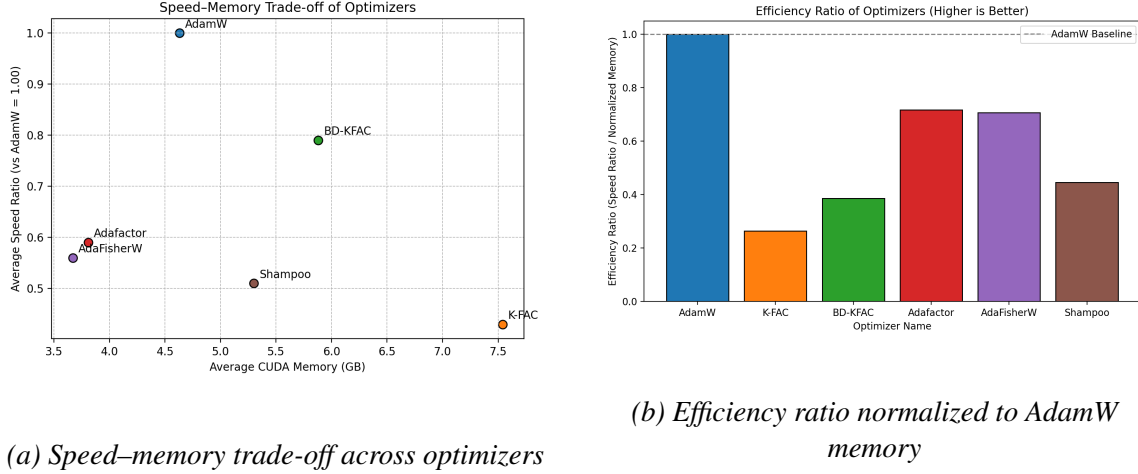 Speed–Memory Trade-off of Optimizers
Average Speed Ratio (vs AdamW = 1.00)
1.0
0.9
0.8
0.7
0.6
0.5
AdamW
BD-KFAC
Adafactor
AdaFisherW
Shampoo
K-FAC
3.5 4.0 4.5 5.0 5.5 6.0 6.5 7.0 7.5
Average CUDA Memory (GB)
(a) Speed–memory trade-off across optimizers
Efficiency Ratio of Optimizers (Higher is Better)
Efficiency Ratio (Speed Ratio / Normalized Memory)
AdamW Baseline
1.0
0.8
0.6
0.4
0.2
0.0
AdamW K-FAC BD-KFAC Adafactor AdaFisherW Shampoo
Optimizer Name
(b) Efficiency ratio normalized to AdamW
memory